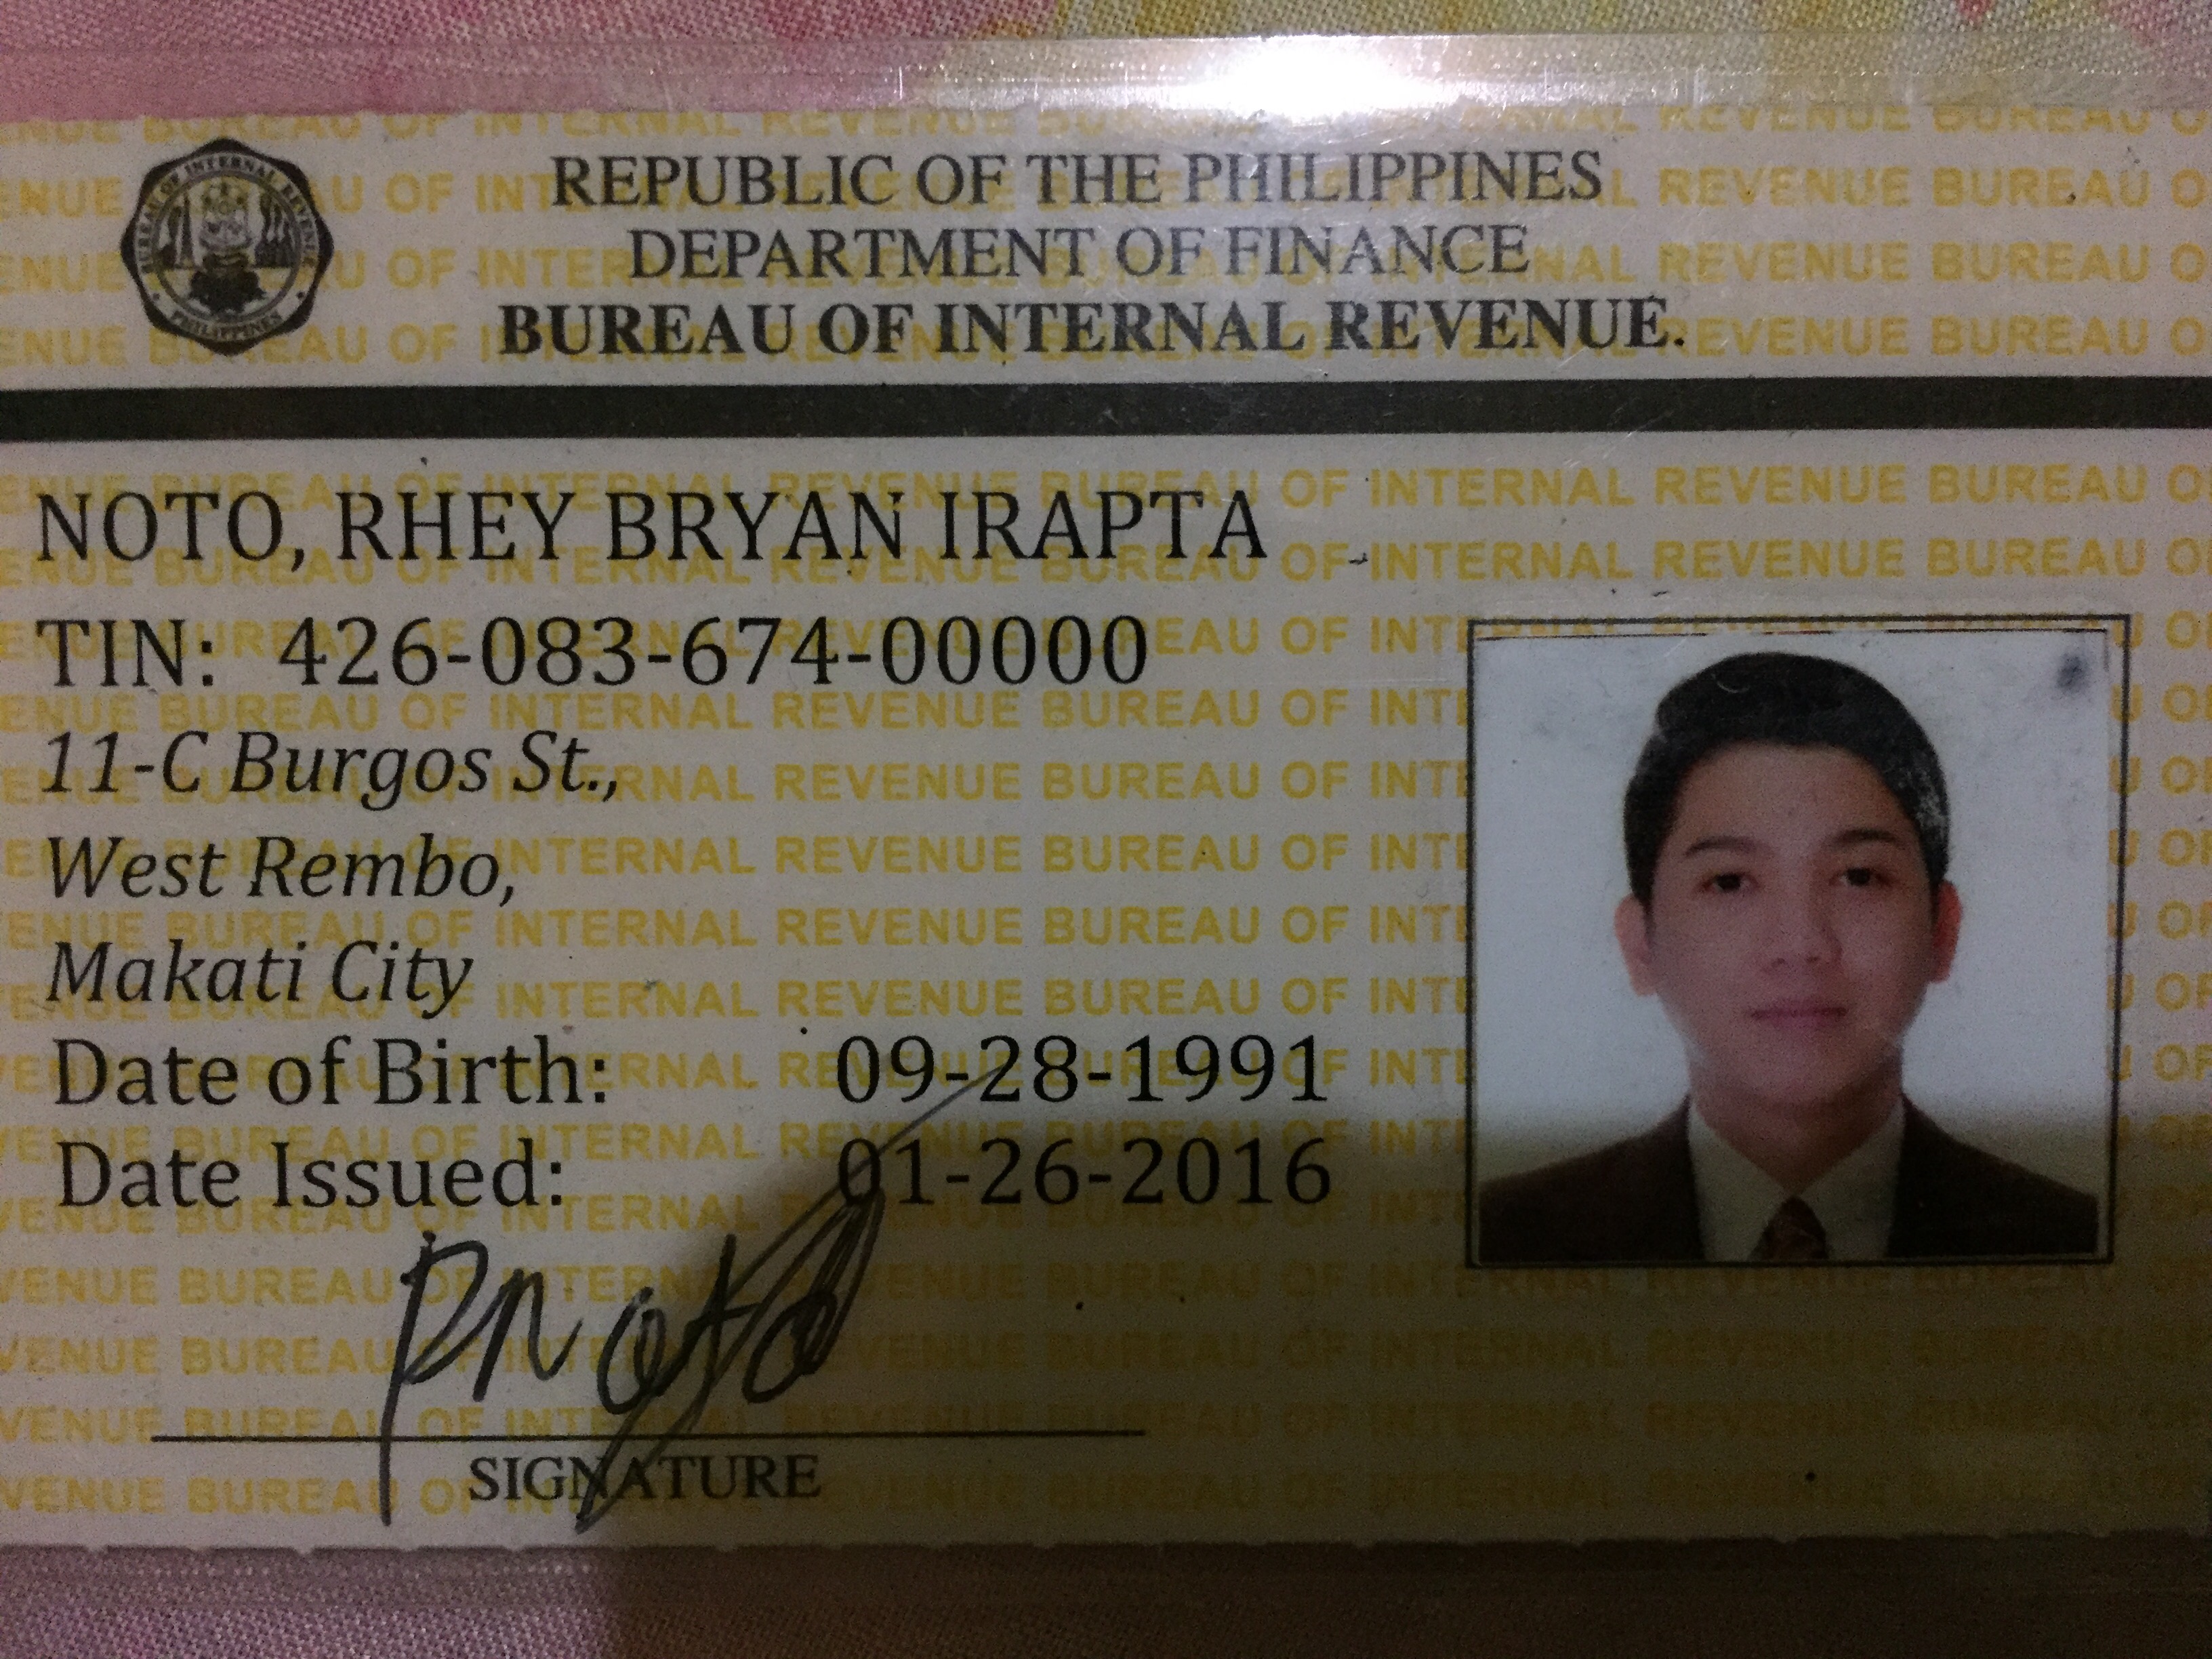 REPUBLIC OF THE PHILIPPINES
DEPARTMENT OF FINANCE
BUREAU OF INTERNAL REVENUE.
BUREAU OF INTERNAL REVENUE
PHILIPPINES
NOTO, RHEY BRYAN IRAPTA
TIN: 426-083-674-00000
11-C Burgos St.,
West Rembo,
Makati City
Date of Birth: 09-28-1991
Date Issued: 01-26-2016
SIGNATURE